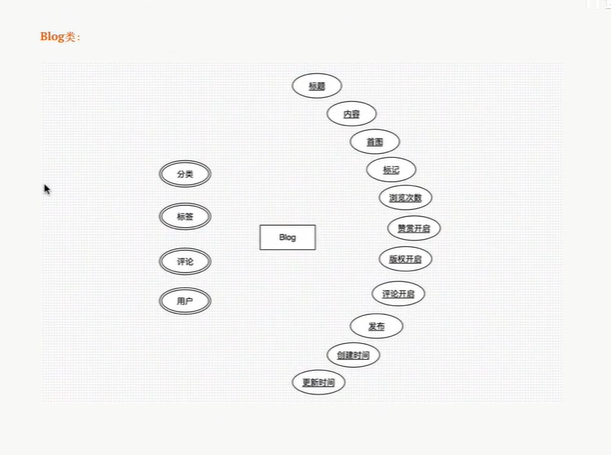 Blog类:
标题
内容
首图
标记
浏览次数
赞赏开启
版权开启
评论开启
发布
创建时间
更新时间
分类
标签
评论
用户
Blog